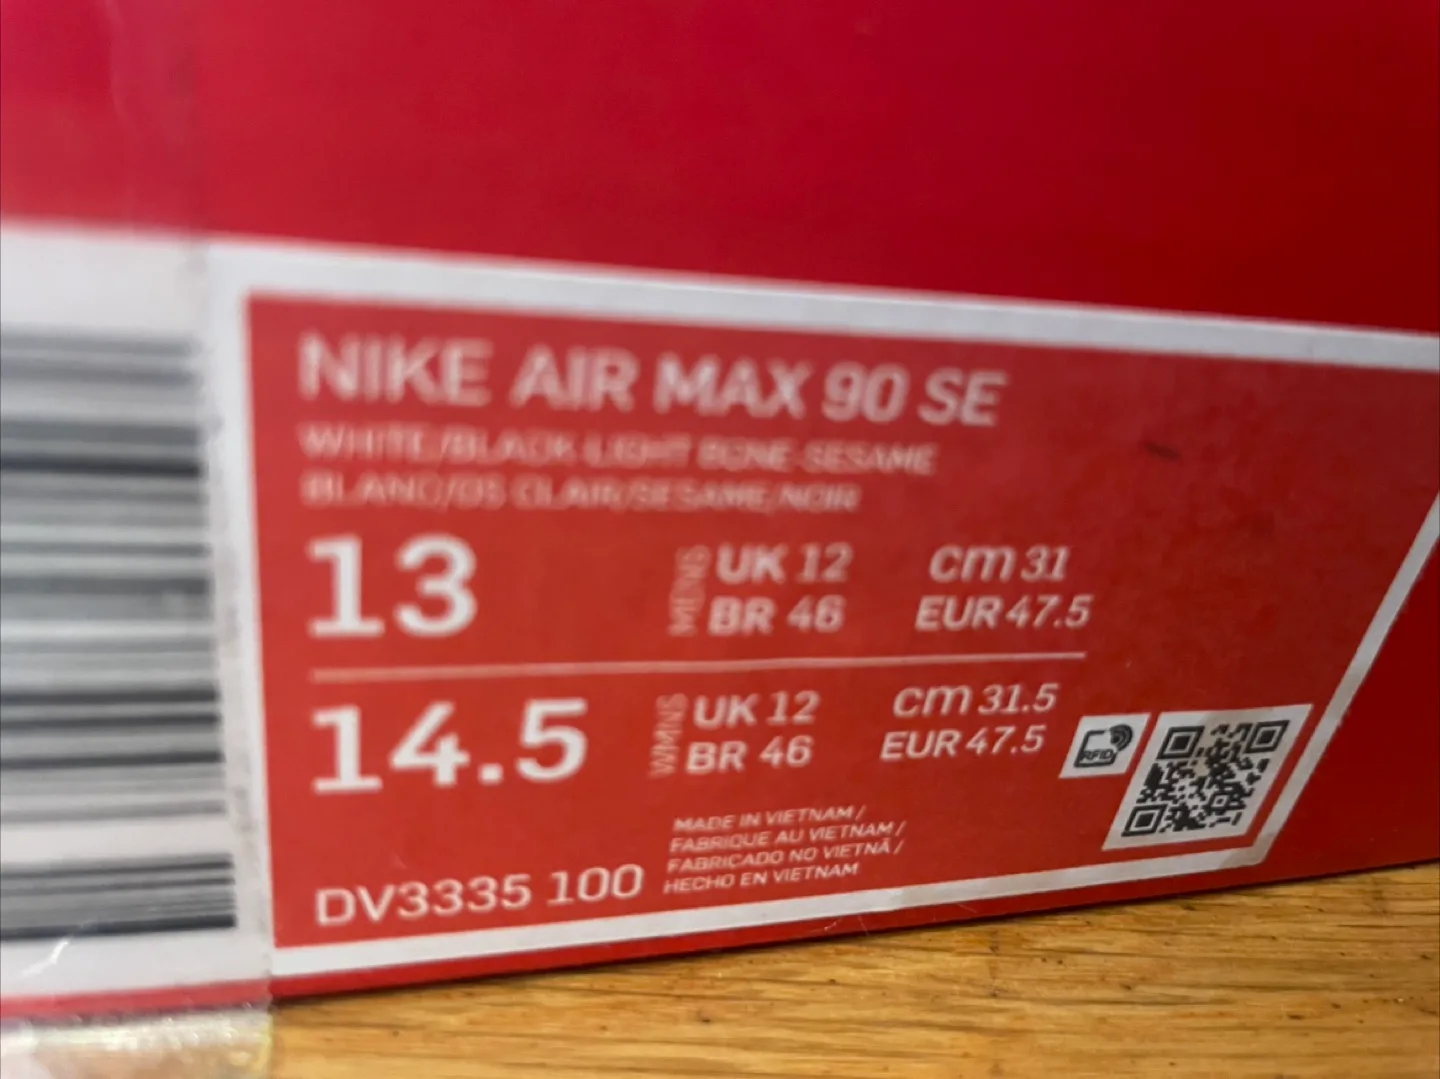 NIKE AIR MAX 90 SE
WHITE/BLACK-LIGHT BONE-SESAME
BLANC/OS CLAIR/SESAME/NOIR
13
MENS
UK 12
cm 31
BR 46
EUR 47.5
14.5
WMNS
UK 12
cm 31.5
BR 46
EUR 47.5
RFID
MADE IN VIETNAM /
FABRIQUE AU VIETNAM /
FABRICADO NO VIETNÃ /
HECHO EN VIETNAM
DV3335 100